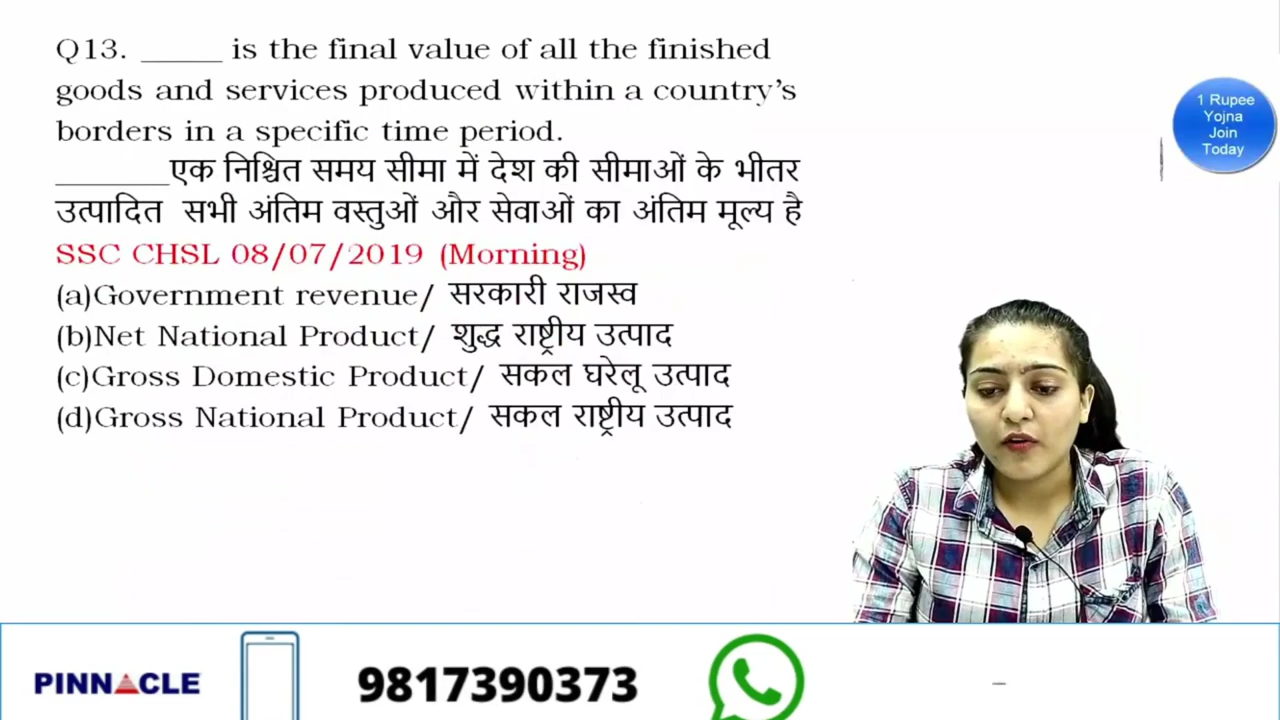 Q13. _____ is the final value of all the finished
goods and services produced within a country's
borders in a specific time period.
_______एक निश्चित समय सीमा में देश की सीमाओं के भीतर
उत्पादित सभी अंतिम वस्तुओं और सेवाओं का अंतिम मूल्य है
SSC CHSL 08/07/2019 (Morning)
(a)Government revenue/ सरकारी राजस्व
(b)Net National Product/ शुद्ध राष्ट्रीय उत्पाद
(c)Gross Domestic Product/ सकल घरेलू उत्पाद
(d)Gross National Product/ सकल राष्ट्रीय उत्पाद
1 Rupee
Yojna
Join
Today
PINNACLE
9817390373